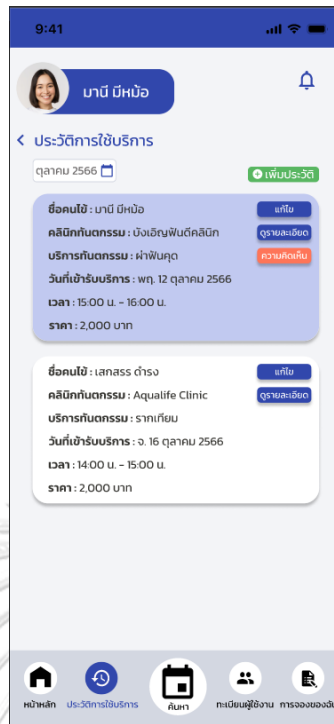 9:41
มานี มีหม้อ
ประวัติการใช้บริการ
ตุลาคม 2566
เพิ่มประวัติ
ชื่อคนไข้ : มานี มีหม้อ
แก้ไข
คลินิกทันตกรรม : บังเอิญฟันดีคลินิก
ดูรายละเอียด
บริการทันตกรรม : ผ่าฟันคุด
ความคิดเห็น
วันที่เข้ารับบริการ : พฤ. 12 ตุลาคม 2566
เวลา : 15:00 น. - 16:00 น.
ราคา : 2,000 บาท
ชื่อคนไข้ : เสกสรร ดำรง
แก้ไข
คลินิกทันตกรรม : Aqualife Clinic
ดูรายละเอียด
บริการทันตกรรม : รากเทียม
วันที่เข้ารับบริการ : จ. 16 ตุลาคม 2566
เวลา : 14:00 น. - 15:00 น.
ราคา : 2,000 บาท
หน้าหลัก
ประวัติการใช้บริการ
ค้นหา
ทะเบียนผู้ใช้งาน
การจองของฉัน